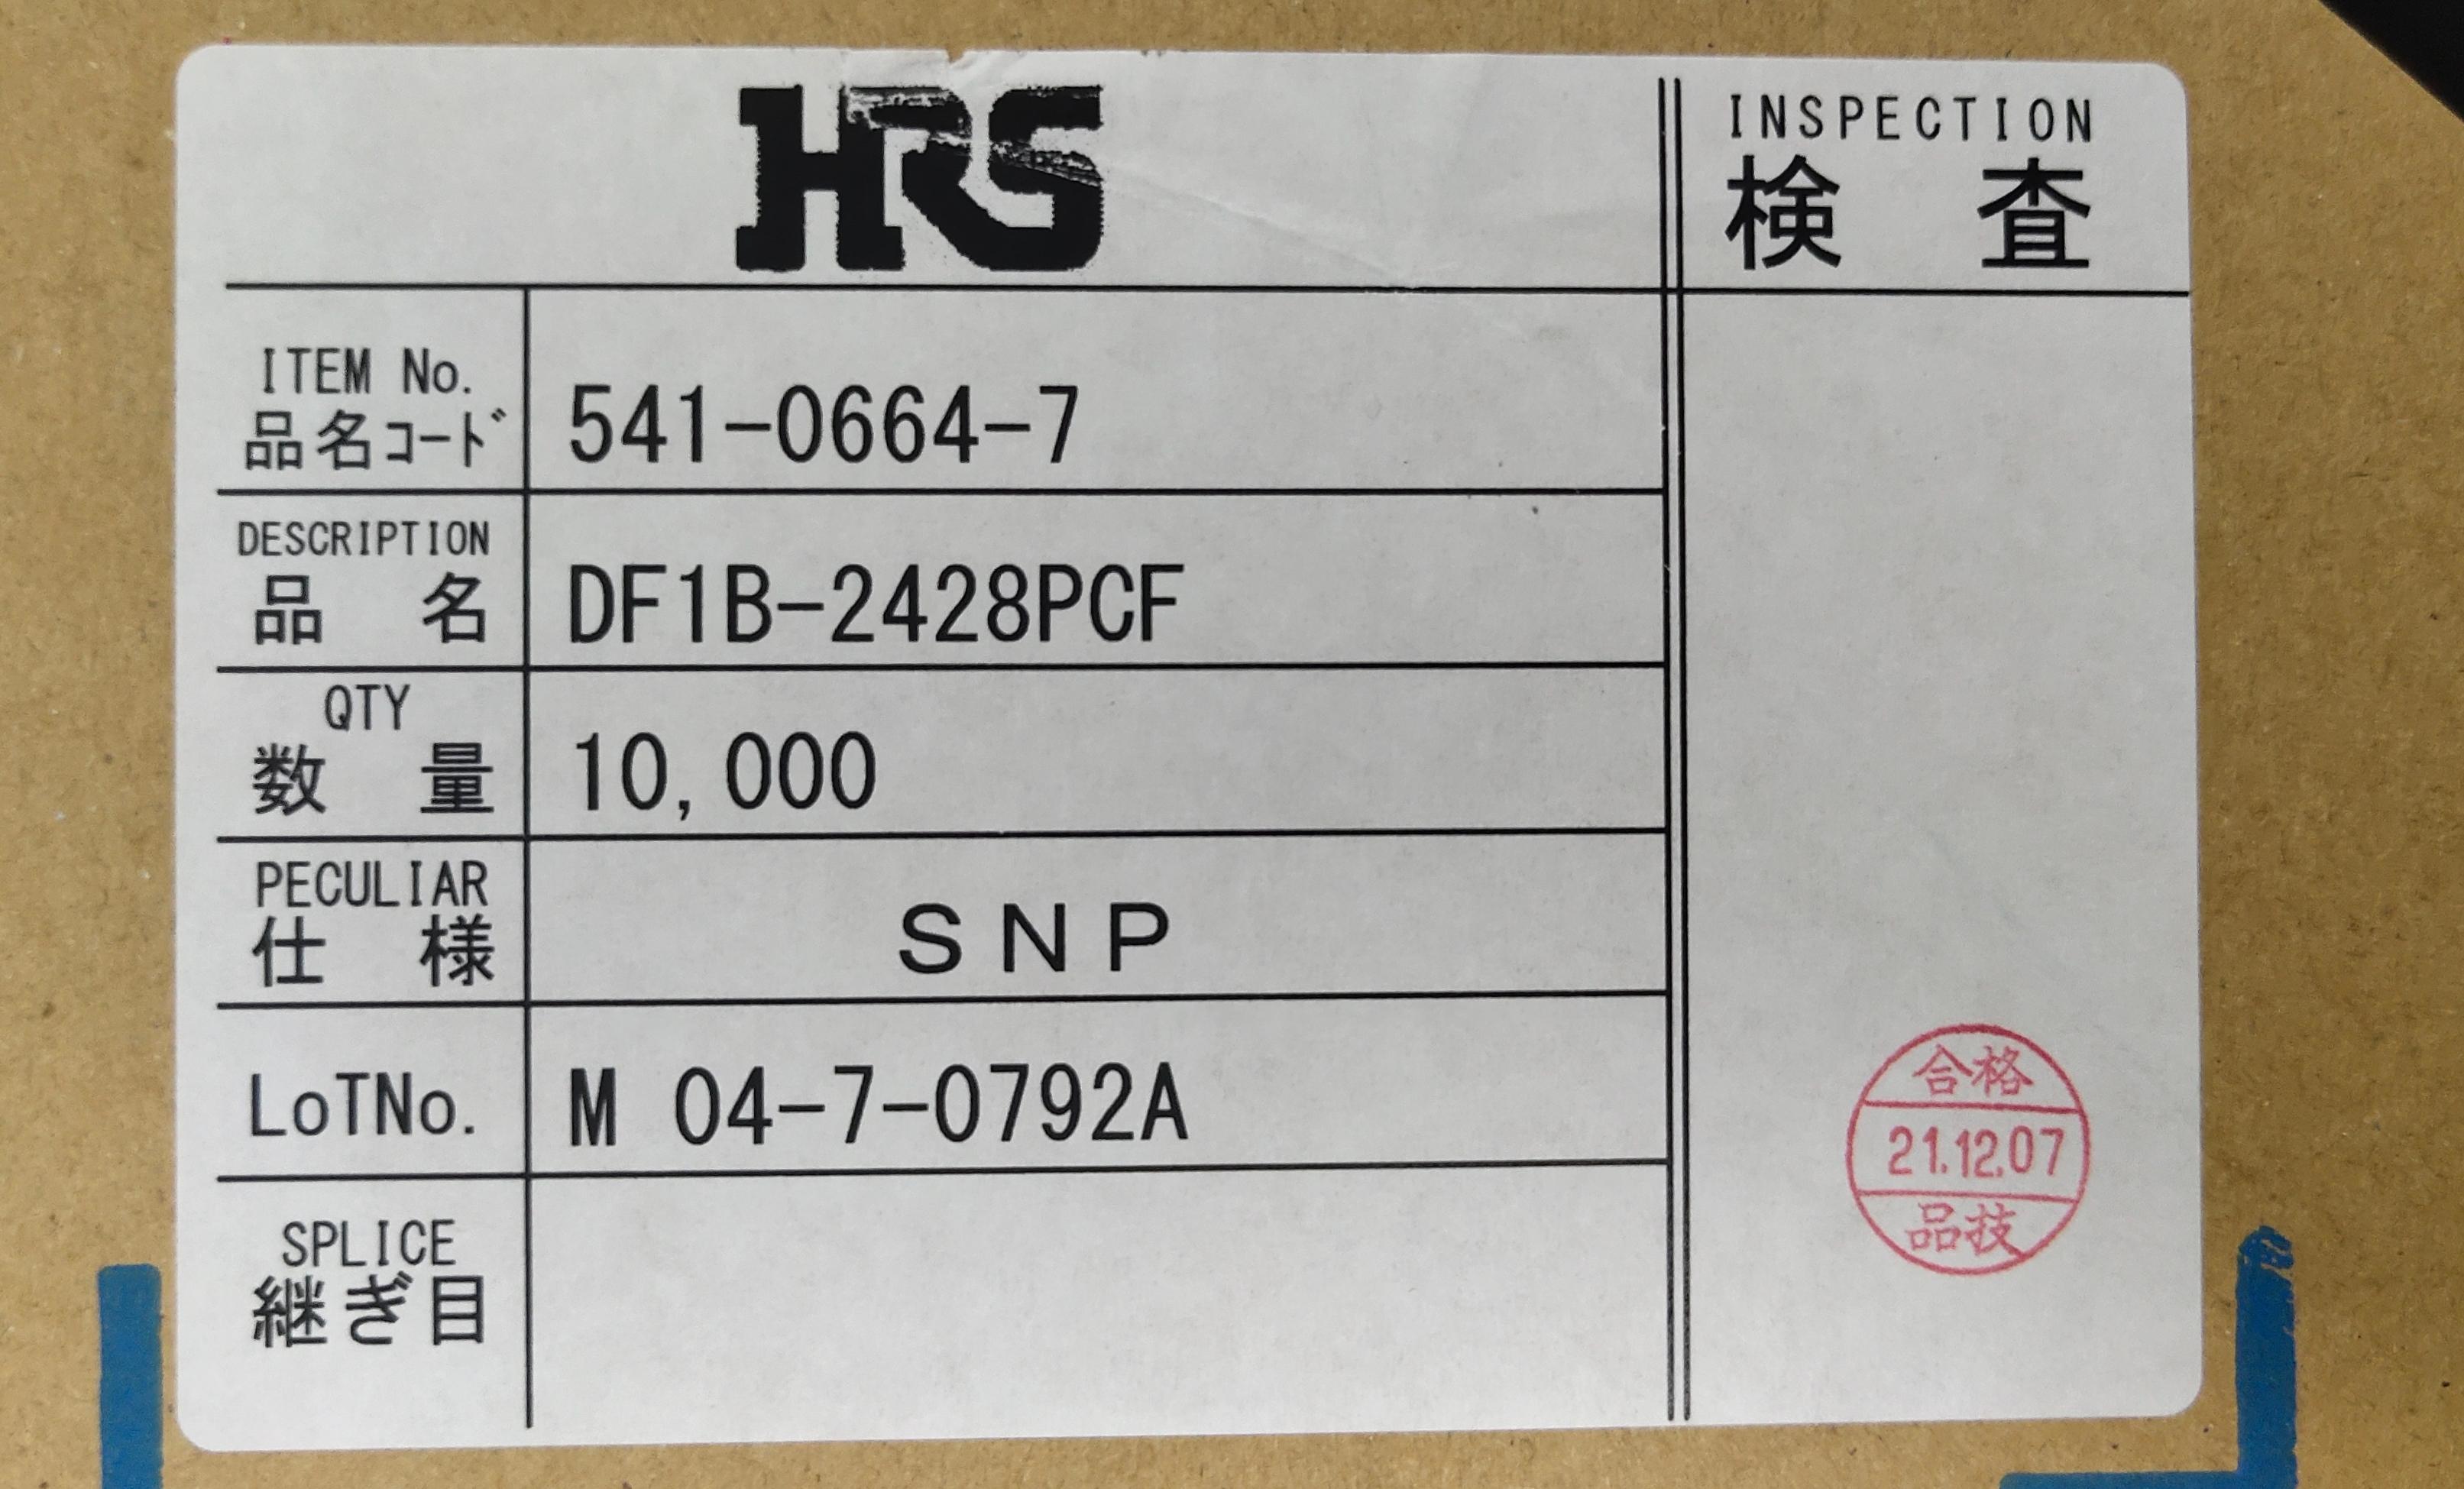 HRS
INSPECTION
検 査
ITEM No.
品名ｺｰﾄﾞ
541-0664-7
DESCRIPTION
品 名
DF1B-2428PCF
QTY
数 量
10,000
PECULIAR
仕 様
SNP
LoTNo.
M 04-7-0792A
SPLICE
継ぎ目
合格
21.12.07
品技